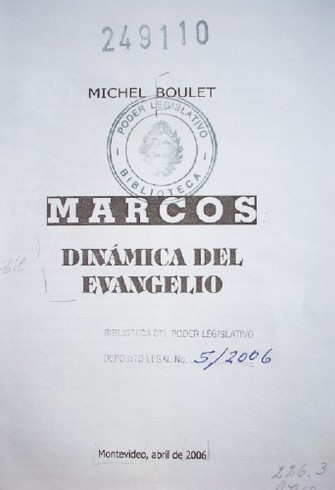 249110
MICHEL BOULET
PODER LEGISLATIVO
BIBLIOTECA
MARCOS
DINÁMICA DEL
EVANGELIO
BIBLIOTECA DEL PODER LEGISLATIVO
DEPOSITO LEGAL No. 5/2006
Montevideo, abril de 2006
226.3